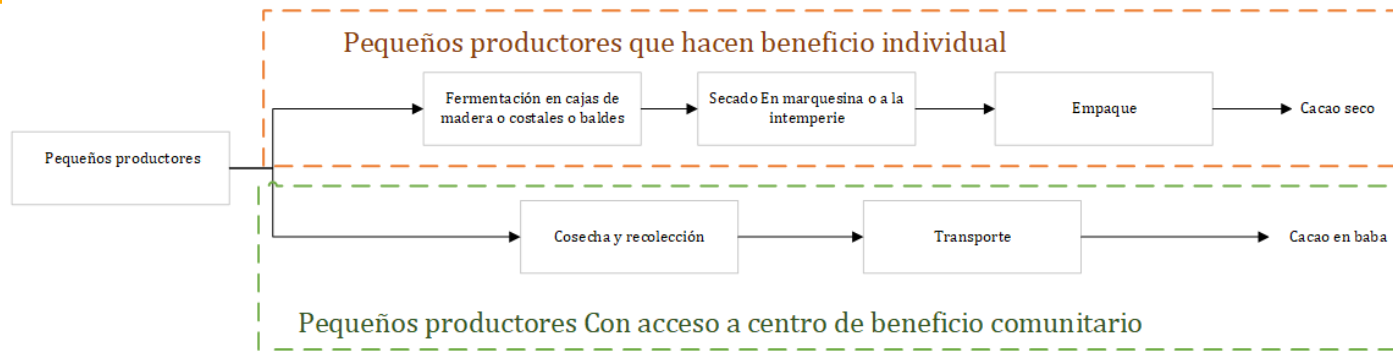 Pequeños productores que hacen beneficio individual
Fermentación en cajas de
madera o costales o baldes
Secado En marquesina o a la
intemperie
Empaque
Cacao seco
Pequeños productores
Cosecha y recolección
Transporte
Cacao en baba
Pequeños productores Con acceso a centro de beneficio comunitario